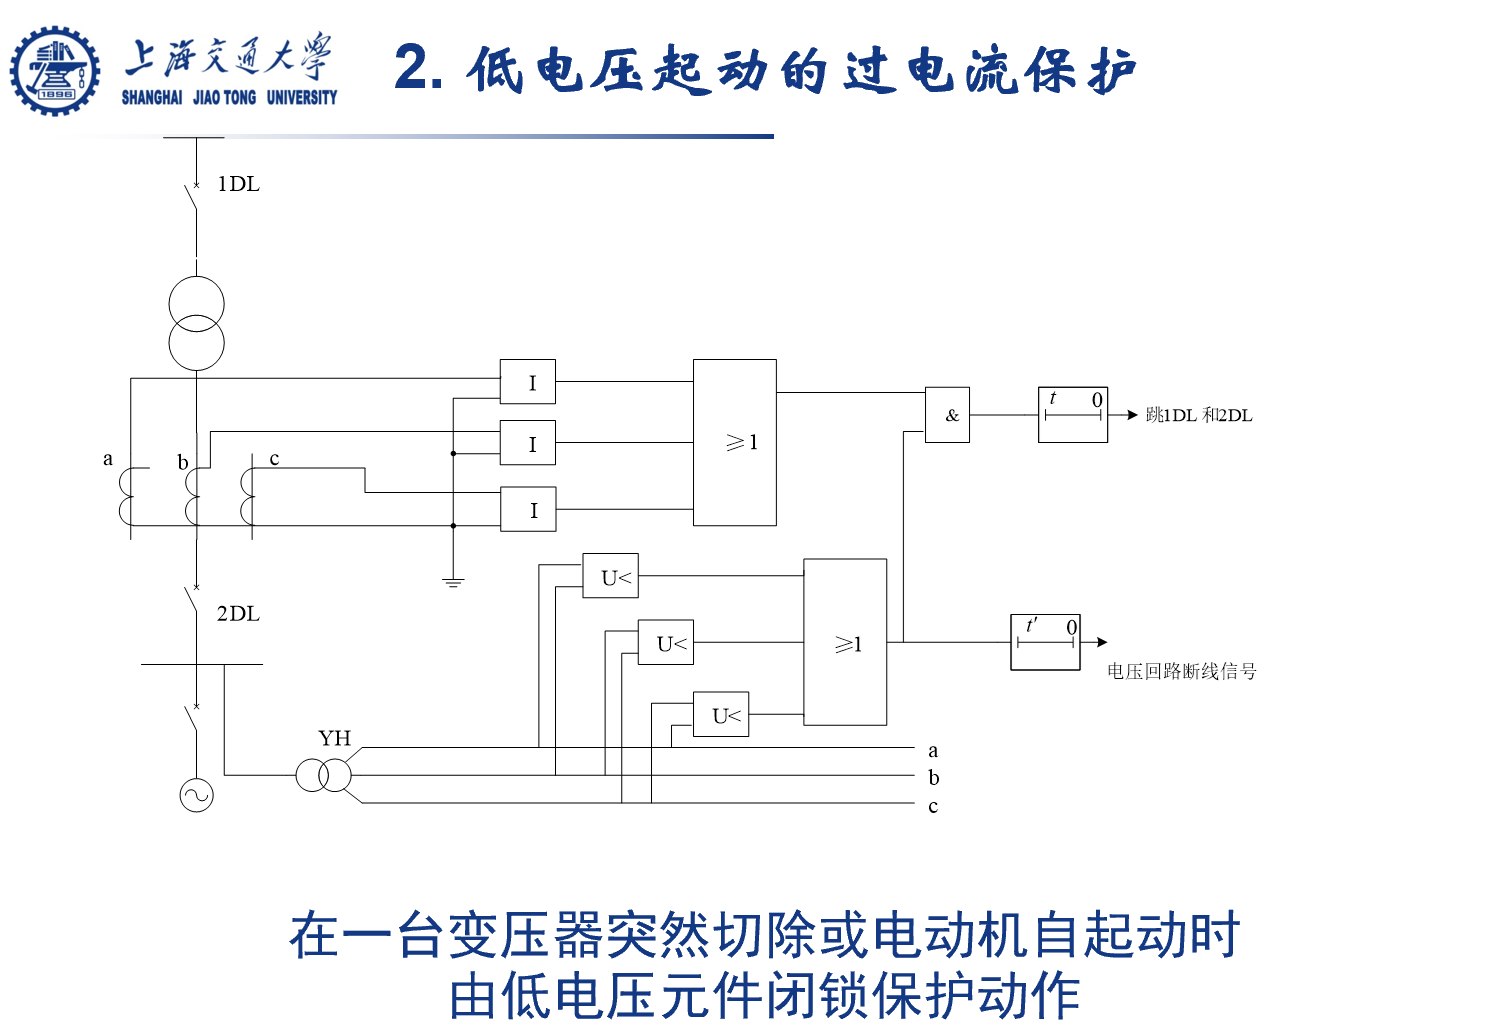 上海交通大学
SHANGHAI JIAO TONG UNIVERSITY
1896
2. 低电压起动的过电流保护
1DL
I
I
I
≥1
&
t 0
跳1DL 和2DL
a
b
c
2DL
U<
U<
U<
≥1
t' 0
电压回路断线信号
YH
a
b
c
在一台变压器突然切除或电动机自起动时
由低电压元件闭锁保护动作